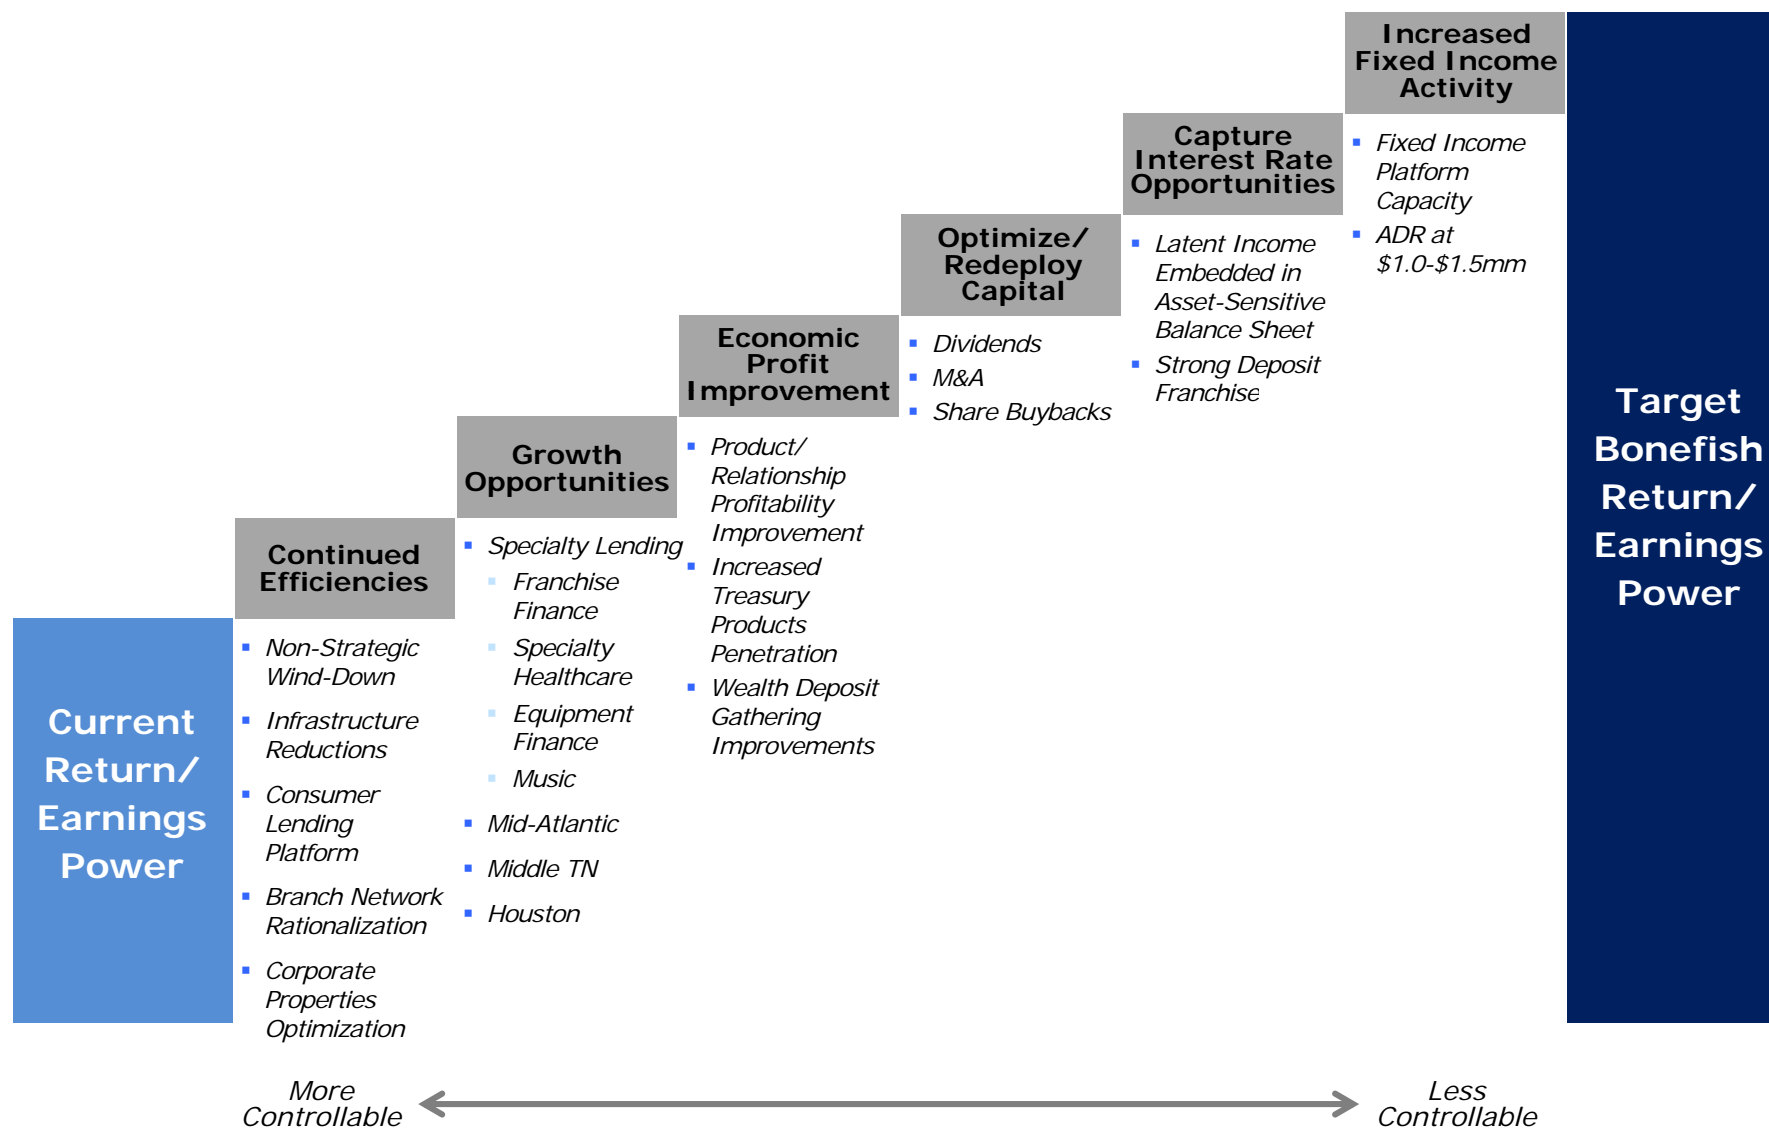 Current
Return/
Earnings
Power
Continued
Efficiencies
Non-Strategic
Wind-Down
Infrastructure
Reductions
Consumer
Lending
Platform
Branch Network
Rationalization
Corporate
Properties
Optimization
Growth
Opportunities
Specialty Lending
Franchise
Finance
Specialty
Healthcare
Equipment
Finance
Music
Mid-Atlantic
Middle TN
Houston
Economic
Profit
Improvement
Product/
Relationship
Profitability
Improvement
Increased
Treasury
Products
Penetration
Wealth Deposit
Gathering
Improvements
Optimize/
Redeploy
Capital
Dividends
M&A
Share Buybacks
Capture
Interest Rate
Opportunities
Latent Income
Embedded in
Asset-Sensitive
Balance Sheet
Strong Deposit
Franchise
Increased
Fixed Income
Activity
Fixed Income
Platform
Capacity
ADR at
$1.0-$1.5mm
Target
Bonefish
Return/
Earnings
Power
More
Controllable
Less
Controllable